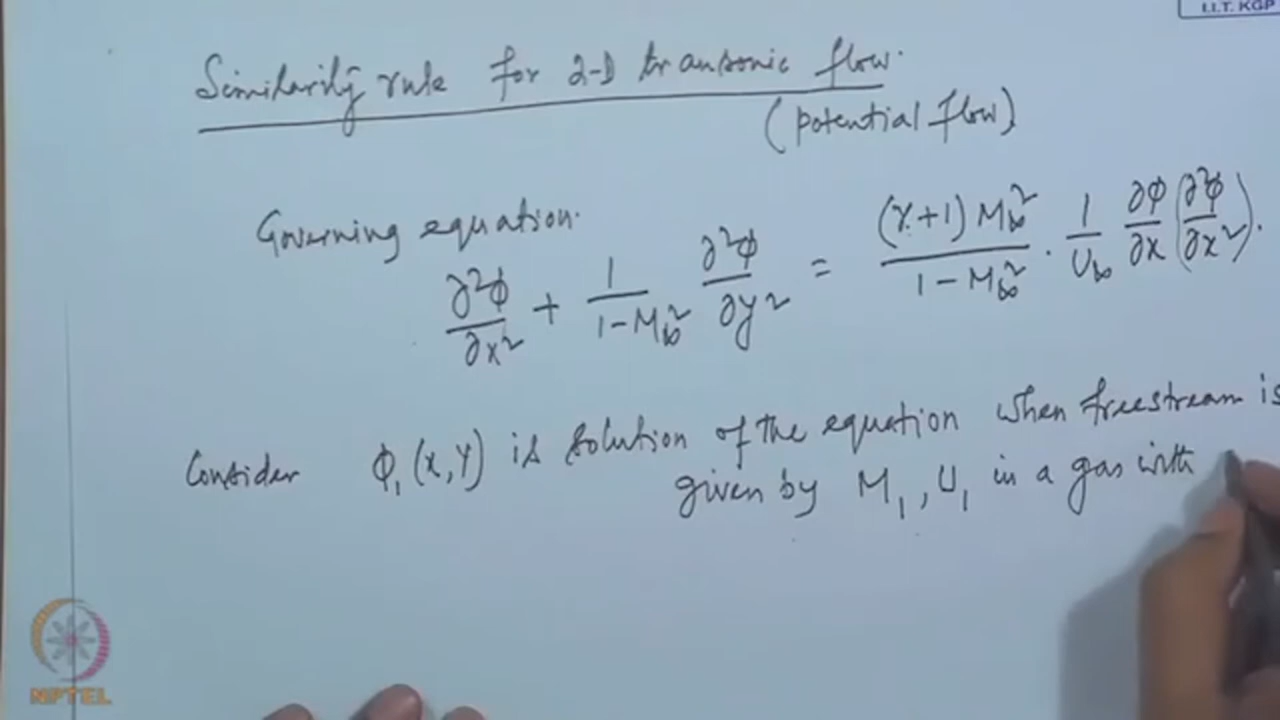 I.I.T. KGP
Similarity rule for 2-D transonic flow.
(potential flow)
Governing equation.
∂²φ/∂x² + 1/(1-M∞²) ∂²φ/∂y² = (γ+1) M∞²/(1-M∞²) · 1/U∞ ∂φ/∂x (∂²φ/∂x²).
Consider φ₁(x,y) is solution of the equation when freestream is
given by M₁, U₁ in a gas with
NPTEL